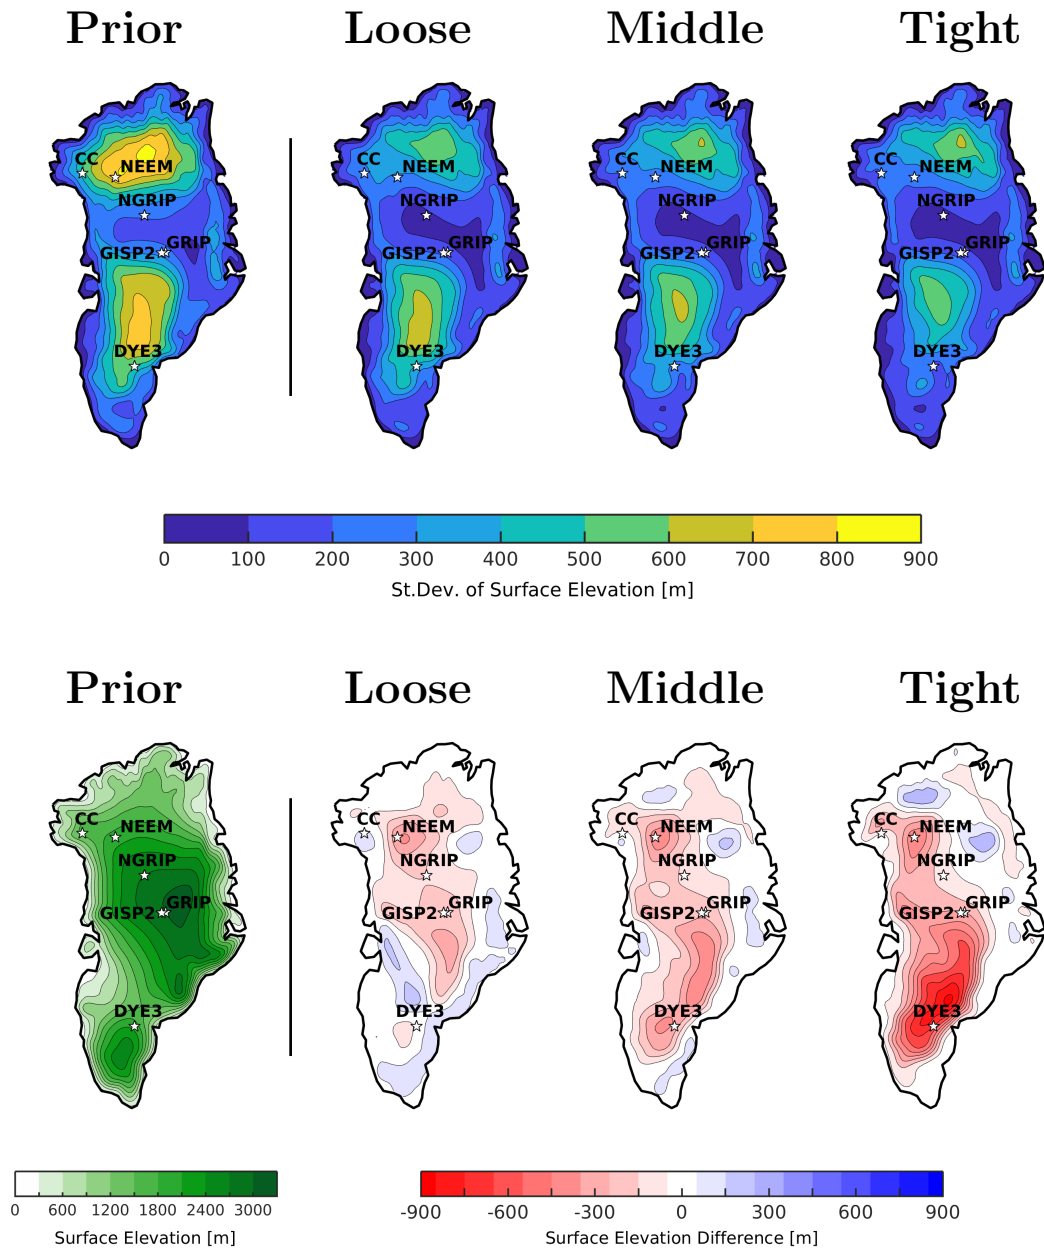 Prior Loose Middle Tight
CC NEEM CC NEEM CC NEEM CC NEEM
NGRIP NGRIP NGRIP NGRIP
GISP2 GRIP GISP2 GRIP GISP2 GRIP GISP2 GRIP
DYE3 DYE3 DYE3 DYE3
0 100 200 300 400 500 600 700 800 900
St.Dev. of Surface Elevation [m]
Prior Loose Middle Tight
CC NEEM CC NEEM CC NEEM CC NEEM
NGRIP NGRIP NGRIP NGRIP
GISP2 GRIP GISP2 GRIP GISP2 GRIP GISP2 GRIP
DYE3 DYE3 DYE3 DYE3
0 600 1200 1800 2400 3000 -900 -600 -300 0 300 600 900
Surface Elevation [m] Surface Elevation Difference [m]